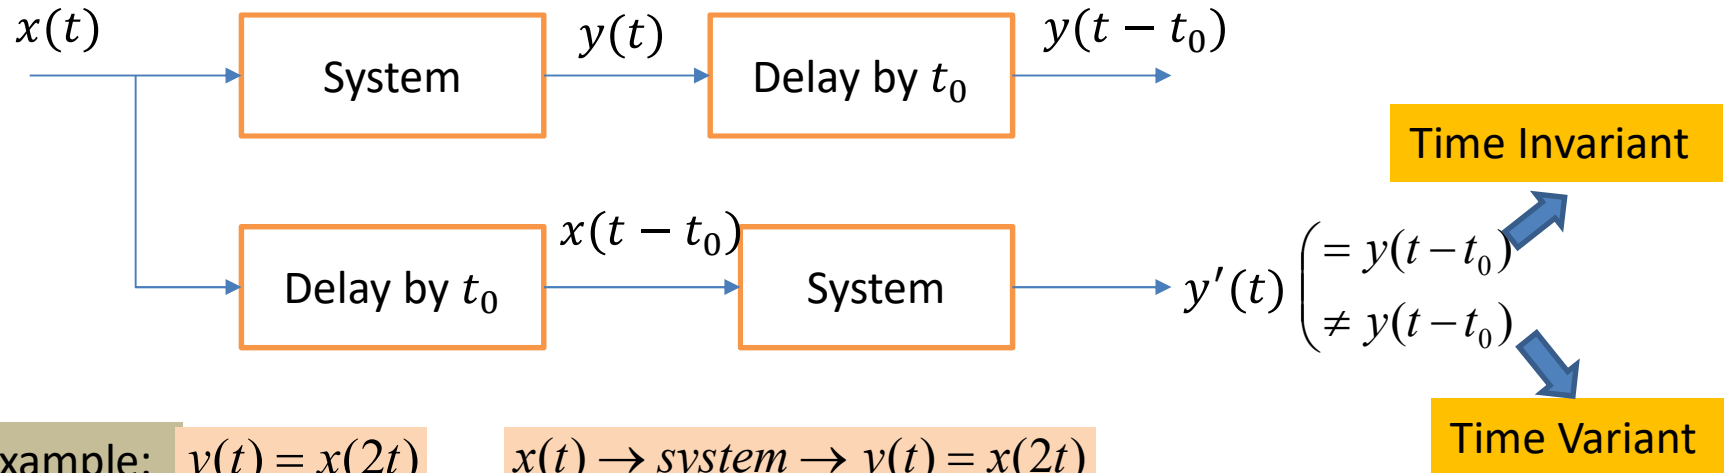 x(t)
System
y(t)
Delay by t₀
y(t − t₀)
Time Invariant
Delay by t₀
x(t − t₀)
System
y′(t)
= y(t − t₀)
≠ y(t − t₀)
Time Variant
xample: y(t) = x(2t) x(t) → system → y(t) = x(2t)